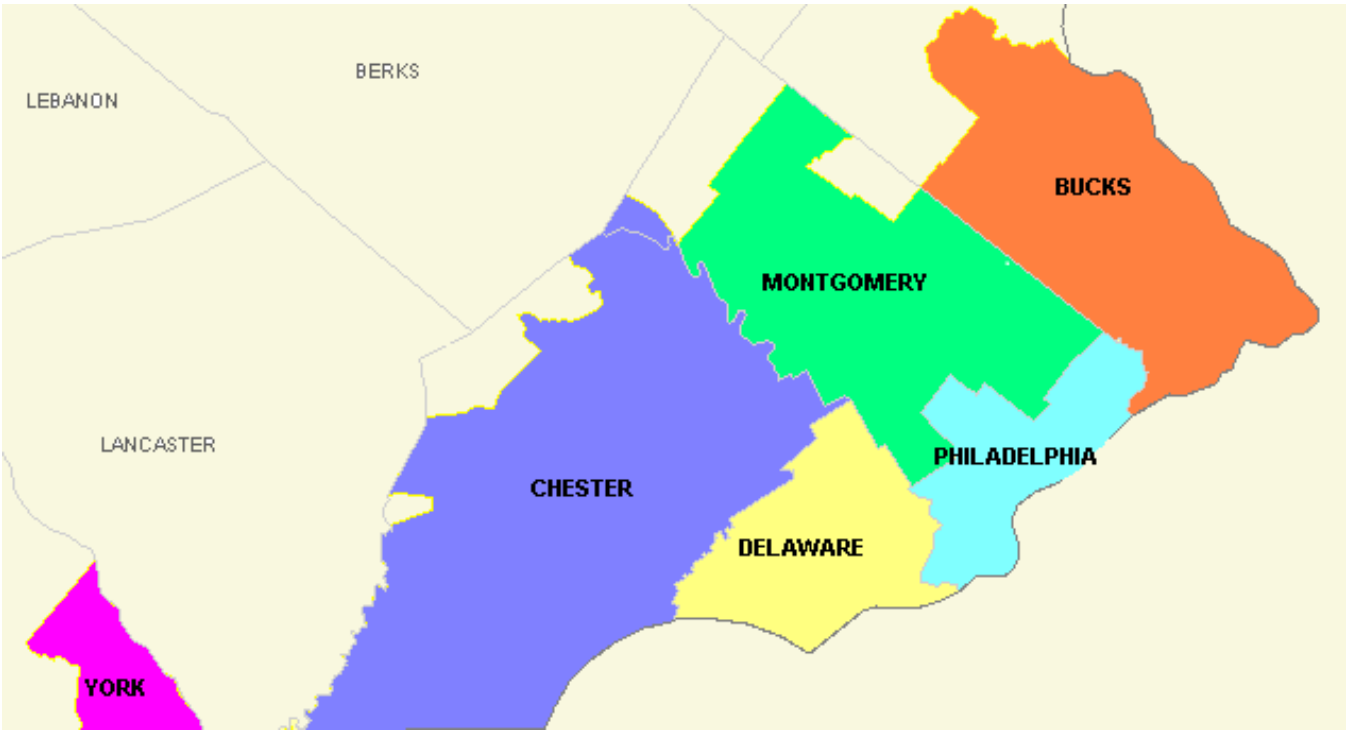 BERKS
LEBANON
BUCKS
MONTGOMERY
LANCASTER
PHILADELPHIA
CHESTER
DELAWARE
YORK